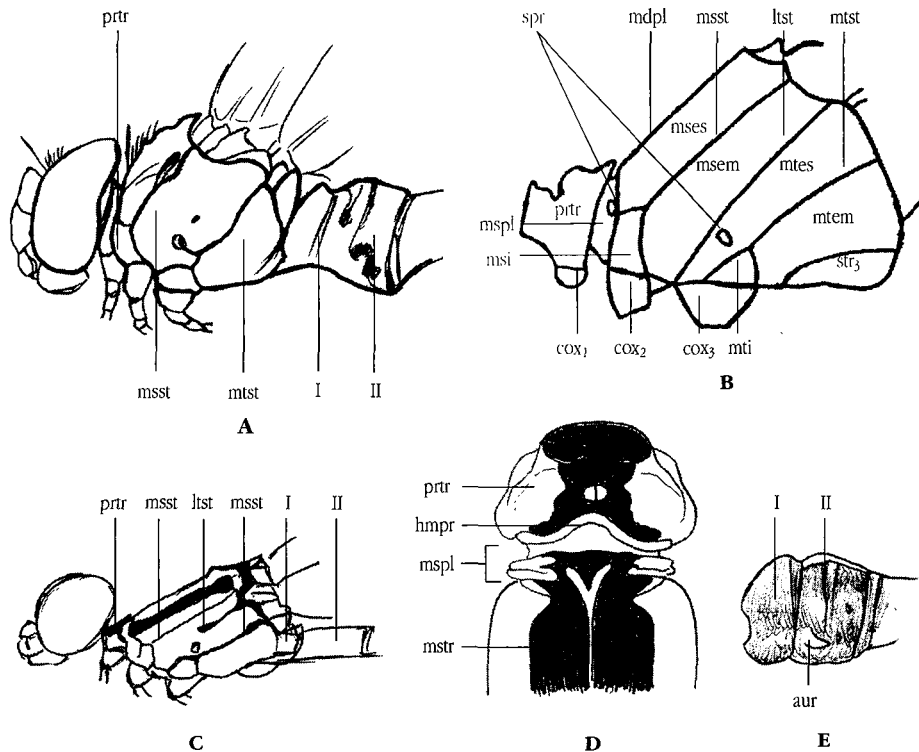 prtr
msst mtst I II
A
spr mdpl msst ltst mtst
mses
msem
mtes
prtr
mspl
mtem
msi
str3
cox1 cox2 cox3 mti
B
prtr msst ltst msst I II
C
prtr
hmpr
mspl
mstr
D
I II
aur
E